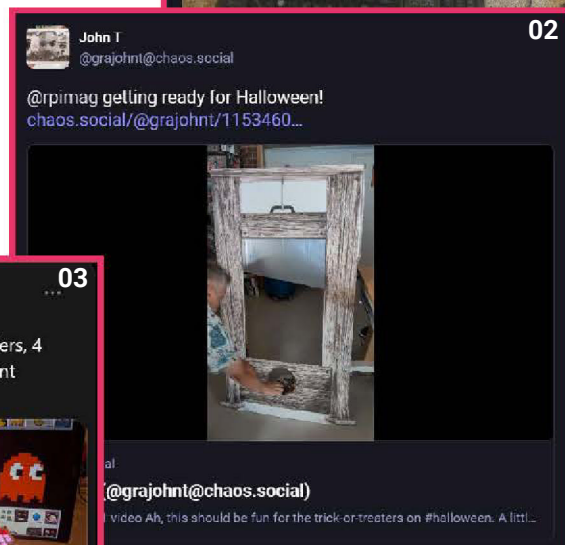 02
John T
@grajohnt@chaos.social
@rpimag getting ready for Halloween!
chaos.social/@grajohnt/1153460...
03
...
ers, 4
nt
al
(@grajohnt@chaos.social)
video Ah, this should be fun for the trick-or-treaters on #halloween. A littl...